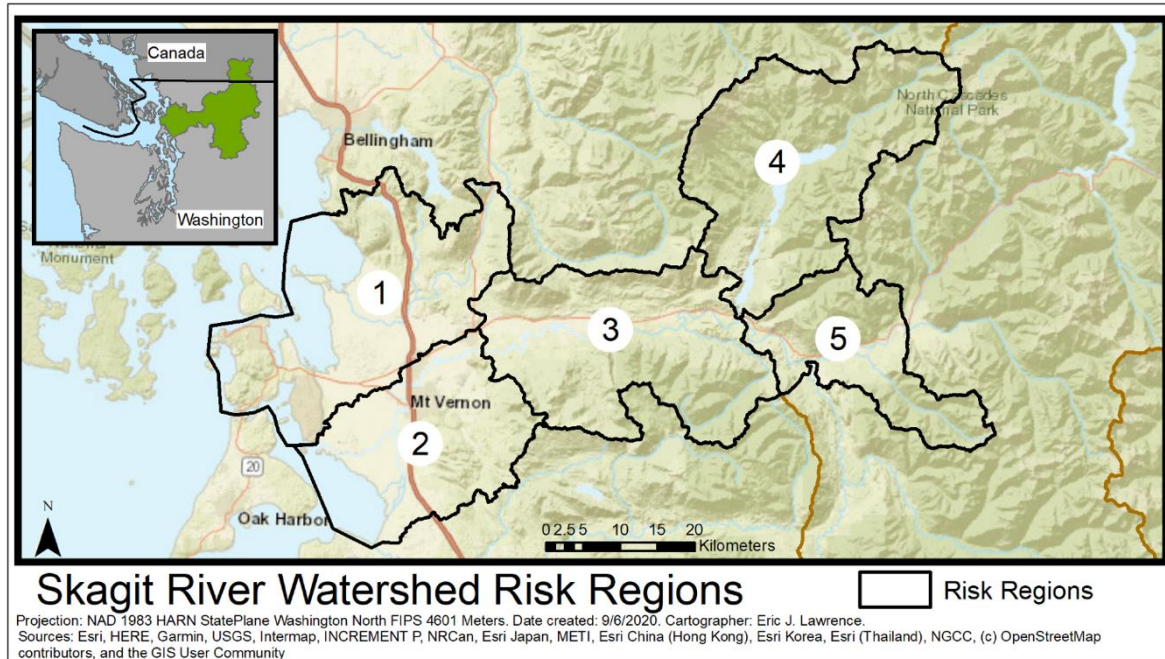 Canada
Washington
Bellingham
North Cascades
National Park
Monument
4
1
3
5
Mt Vernon
2
20
Oak Harbor
N
0 2.5 5 10 15 20
Kilometers
Skagit River Watershed Risk Regions
Risk Regions
Projection: NAD 1983 HARN StatePlane Washington North FIPS 4601 Meters. Date created: 9/6/2020. Cartographer: Eric J. Lawrence.
Sources: Esri, HERE, Garmin, USGS, Intermap, INCREMENT P, NRCan, Esri Japan, METI, Esri China (Hong Kong), Esri Korea, Esri (Thailand), NGCC, (c) OpenStreetMap
contributors, and the GIS User Community